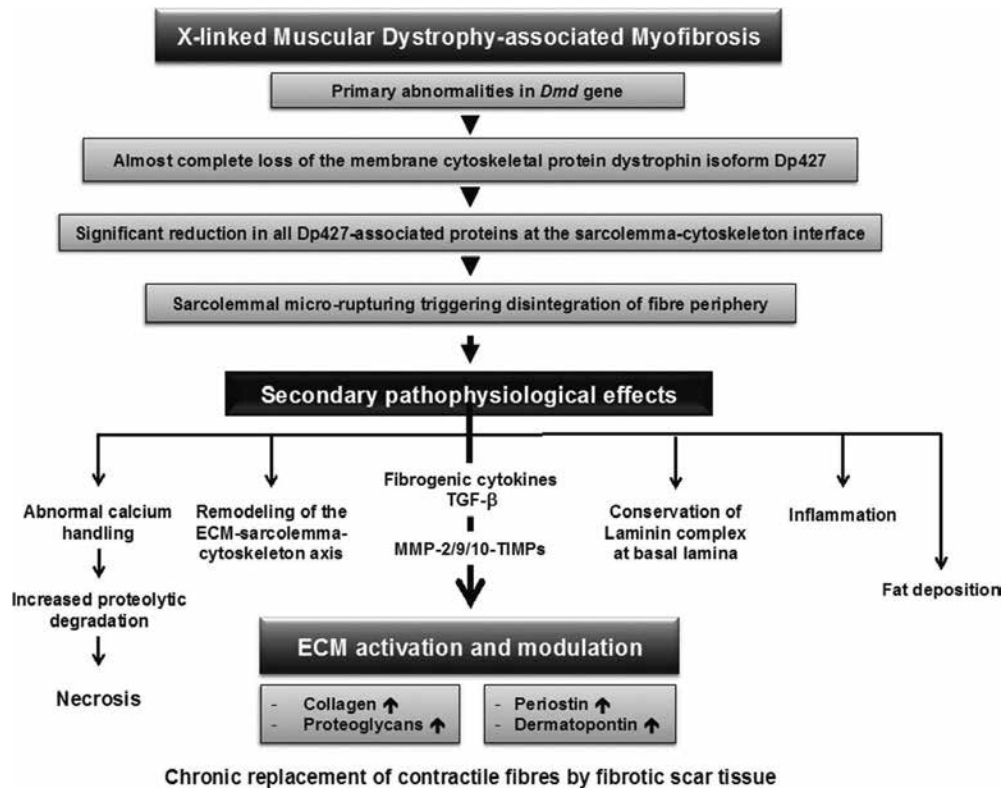 X-linked Muscular Dystrophy-associated Myofibrosis
Primary abnormalities in Dmd gene
Almost complete loss of the membrane cytoskeletal protein dystrophin isoform Dp427
Significant reduction in all Dp427-associated proteins at the sarcolemma-cytoskeleton interface
Sarcolemmal micro-rupturing triggering disintegration of fibre periphery
Secondary pathophysiological effects
Abnormal calcium
handling
Increased proteolytic
degradation
Necrosis
Remodeling of the
ECM-sarcolemma-
cytoskeleton axis
Fibrogenic cytokines
TGF-β
MMP-2/9/10-TIMPs
Conservation of
Laminin complex
at basal lamina
Inflammation
Fat deposition
ECM activation and modulation
- Collagen ↑
- Proteoglycans ↑
- Periostin ↑
- Dermatopontin ↑
Chronic replacement of contractile fibres by fibrotic scar tissue